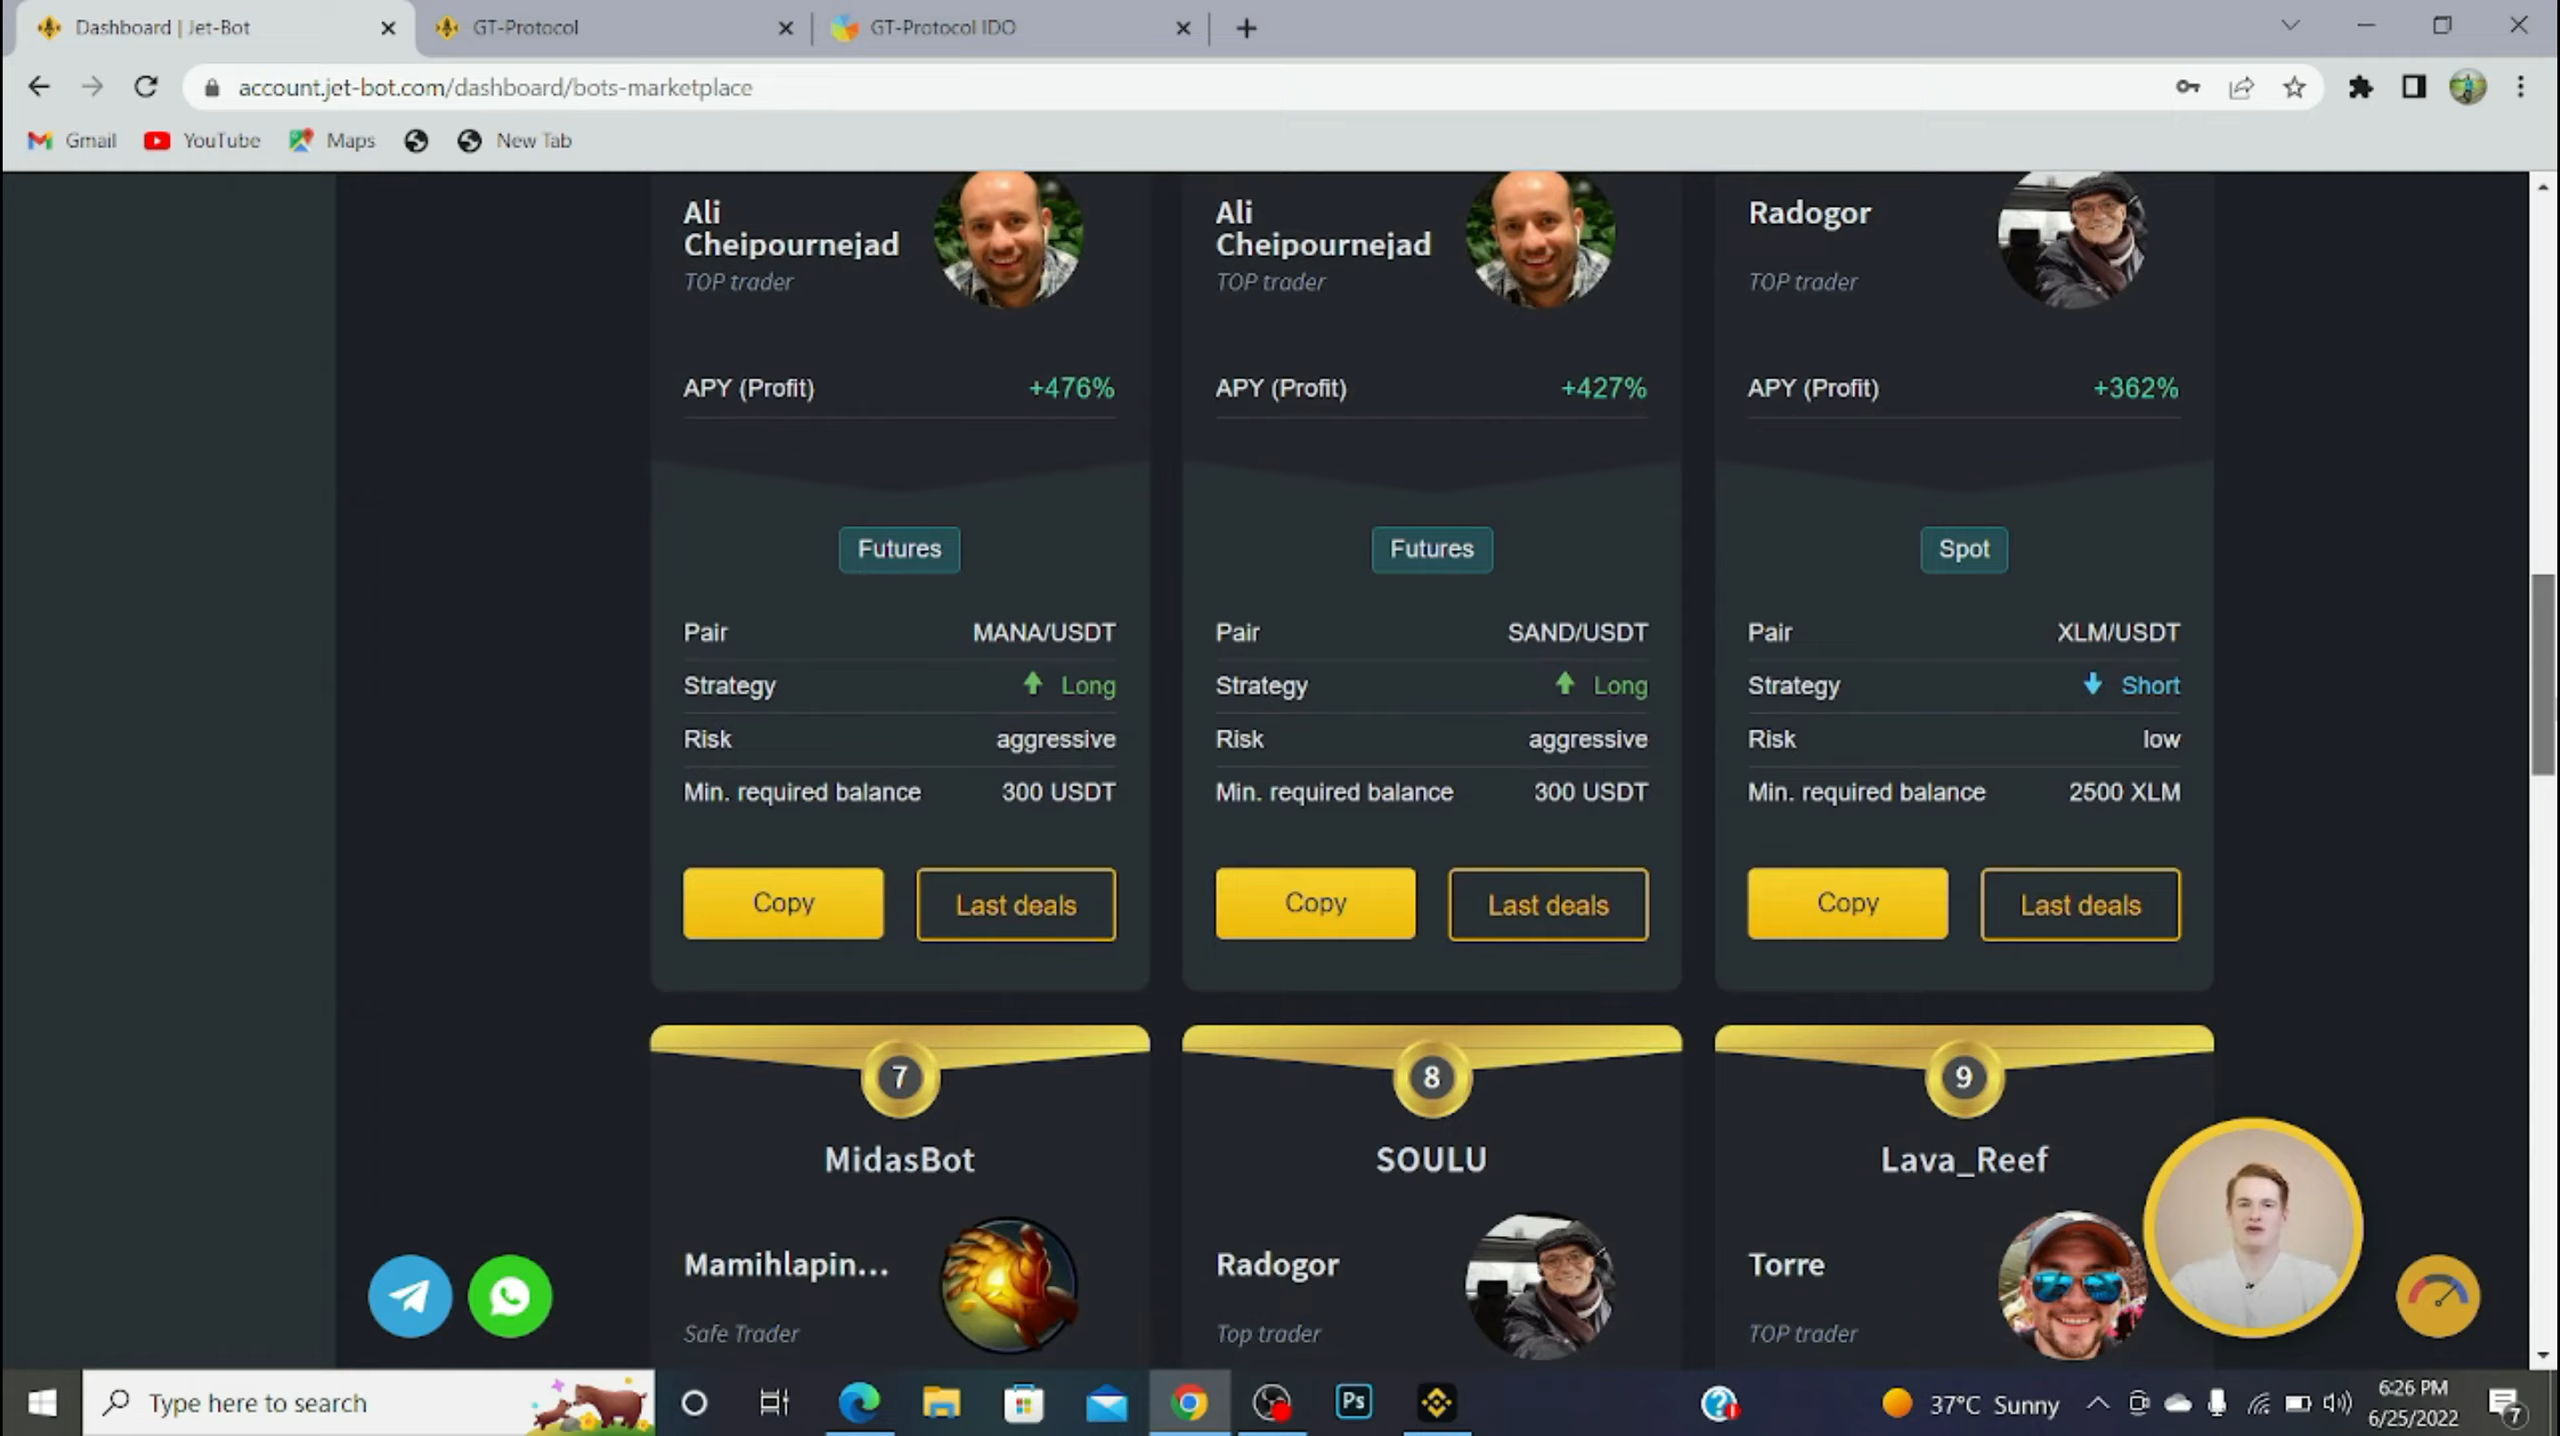 Dashboard | Jet-Bot
GT-Protocol
GT-Protocol IDO
account.jet-bot.com/dashboard/bots-marketplace
Gmail
YouTube
Maps
New Tab
Ali
Cheipournejad
TOP trader
APY (Profit) +476%
Futures
Pair MANA/USDT
Strategy Long
Risk aggressive
Min. required balance 300 USDT
Copy
Last deals
Ali
Cheipournejad
TOP trader
APY (Profit) +427%
Futures
Pair SAND/USDT
Strategy Long
Risk aggressive
Min. required balance 300 USDT
Copy
Last deals
Radogor
TOP trader
APY (Profit) +362%
Spot
Pair XLM/USDT
Strategy Short
Risk low
Min. required balance 2500 XLM
Copy
Last deals
7
MidasBot
Mamihlapin...
Safe Trader
8
SOULU
Radogor
Top trader
9
Lava_Reef
Torre
TOP trader
Type here to search
Ps
37°C Sunny
6:26 PM
6/25/2022
7